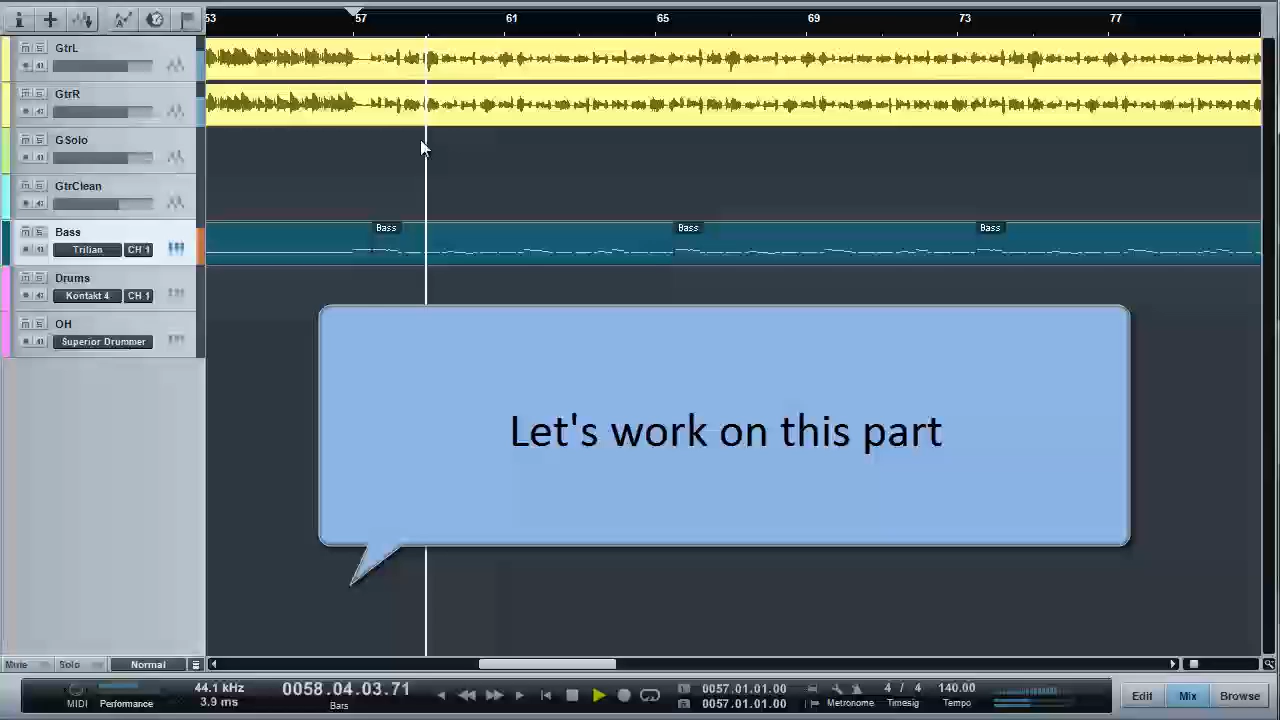 53 57 61 65 69 73 77
GtrL
GtrR
GSolo
GtrClean
Bass
Trilian CH 1
Bass Bass Bass
Drums
Kontakt 4 CH 1
OH
Superior Drummer
Let's work on this part
Mute Solo Normal
MIDI Performance
44.1 kHz
3.9 ms
0058.04.03.71
Bars
L 0057.01.01.00
R 0057.01.01.00
Metronome
4 / 4
Timesig
140.00
Tempo
Edit Mix Browse